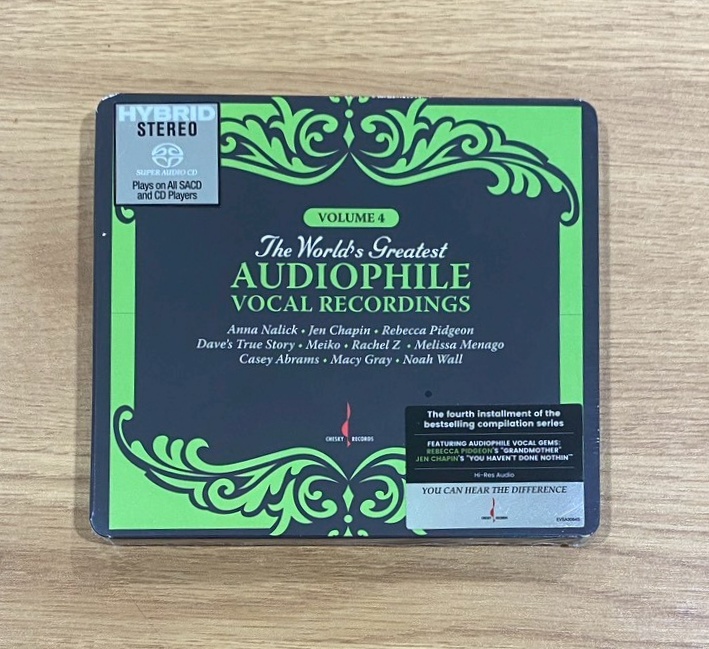 HYBRID
STEREO
SUPER AUDIO CD
Plays on All SACD
and CD Players
VOLUME 4
The World's Greatest
AUDIOPHILE
VOCAL RECORDINGS
Anna Nalick • Jen Chapin • Rebecca Pidgeon
Dave's True Story • Meiko • Rachel Z • Melissa Menago
Casey Abrams • Macy Gray • Noah Wall
CHESKY RECORDS
The fourth installment of the
bestselling compilation series
FEATURING AUDIOPHILE VOCAL GEMS:
REBECCA PIDGEON'S "GRANDMOTHER"
JEN CHAPIN'S "YOU HAVEN'T DONE NOTHIN'"
Hi-Res Audio
YOU CAN HEAR THE DIFFERENCE
CHESKY RECORDS